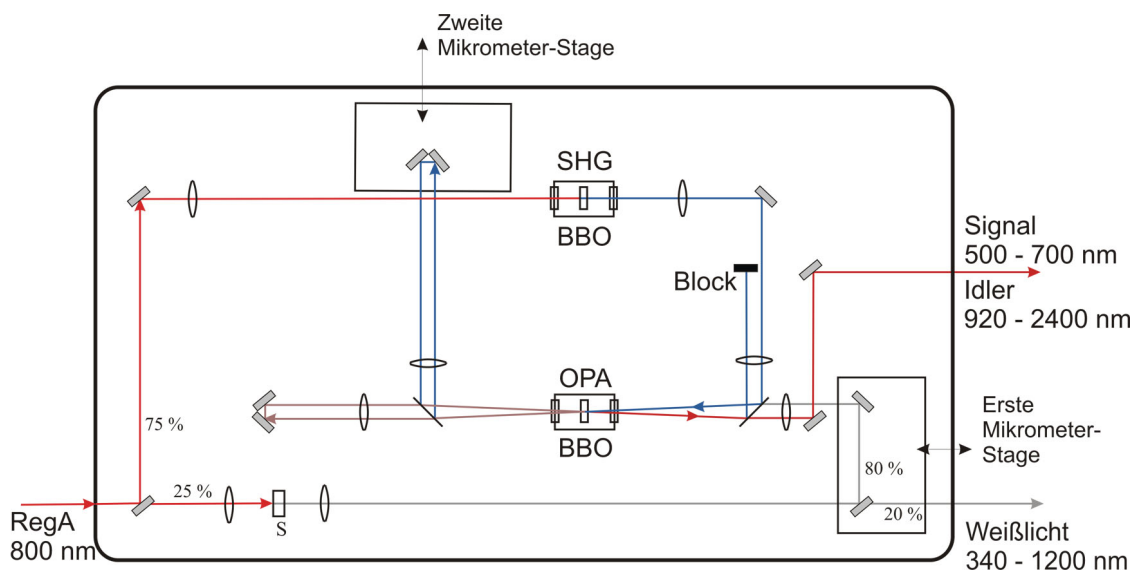 Zweite
Mikrometer-Stage
SHG
BBO
Signal
500 - 700 nm
Idler
920 - 2400 nm
Block
OPA
BBO
Erste
Mikrometer-
Stage
75 %
80 %
25 %
20 %
S
RegA
800 nm
Weißlicht
340 - 1200 nm